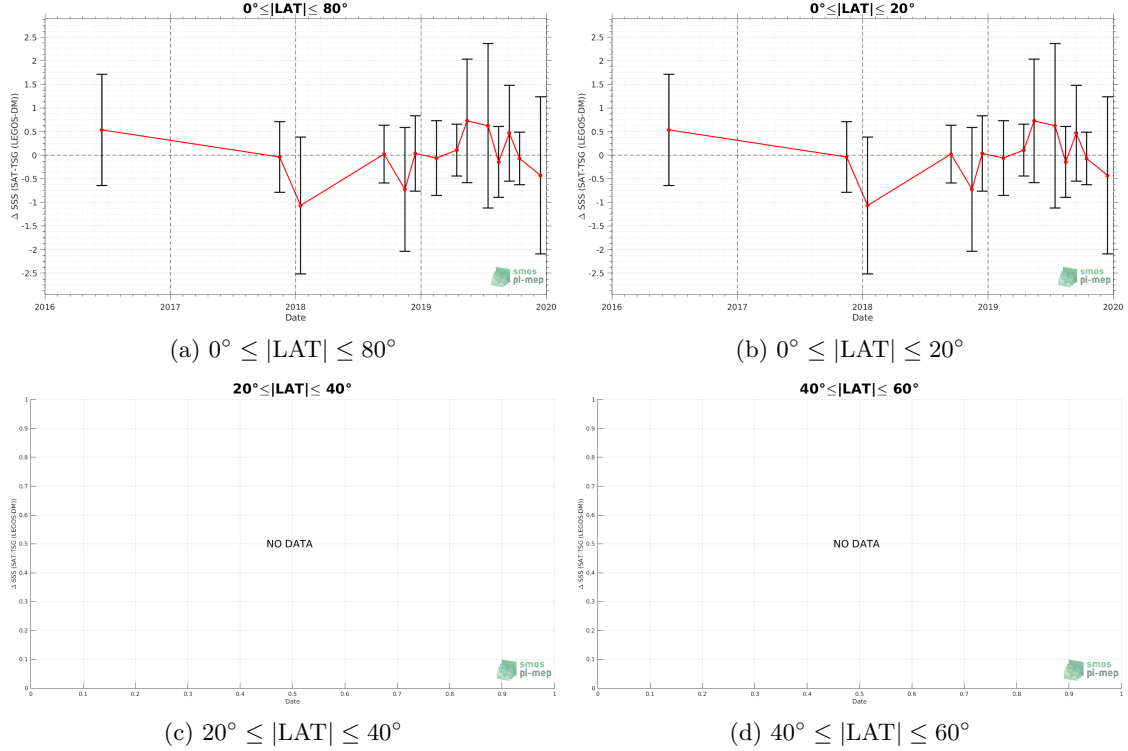 0°≤|LAT|≤ 80°
Δ SSS (SAT-TSG (LEGOS-DM))
2.5
2
1.5
1
0.5
0
-0.5
-1
-1.5
-2
-2.5
2016 2017 2018 2019 2020
Date
smos
pi-mep
(a) 0° ≤ |LAT| ≤ 80°
0°≤|LAT|≤ 20°
Δ SSS (SAT-TSG (LEGOS-DM))
2.5
2
1.5
1
0.5
0
-0.5
-1
-1.5
-2
-2.5
2016 2017 2018 2019 2020
Date
smos
pi-mep
(b) 0° ≤ |LAT| ≤ 20°
20°≤|LAT|≤ 40°
Δ SSS (SAT-TSG (LEGOS-DM))
1
0.9
0.8
0.7
0.6
0.5
0.4
0.3
0.2
0.1
0
NO DATA
0 0.1 0.2 0.3 0.4 0.5 0.6 0.7 0.8 0.9 1
Date
smos
pi-mep
(c) 20° ≤ |LAT| ≤ 40°
40°≤|LAT|≤ 60°
Δ SSS (SAT-TSG (LEGOS-DM))
1
0.9
0.8
0.7
0.6
0.5
0.4
0.3
0.2
0.1
0
NO DATA
0 0.1 0.2 0.3 0.4 0.5 0.6 0.7 0.8 0.9 1
Date
smos
pi-mep
(d) 40° ≤ |LAT| ≤ 60°